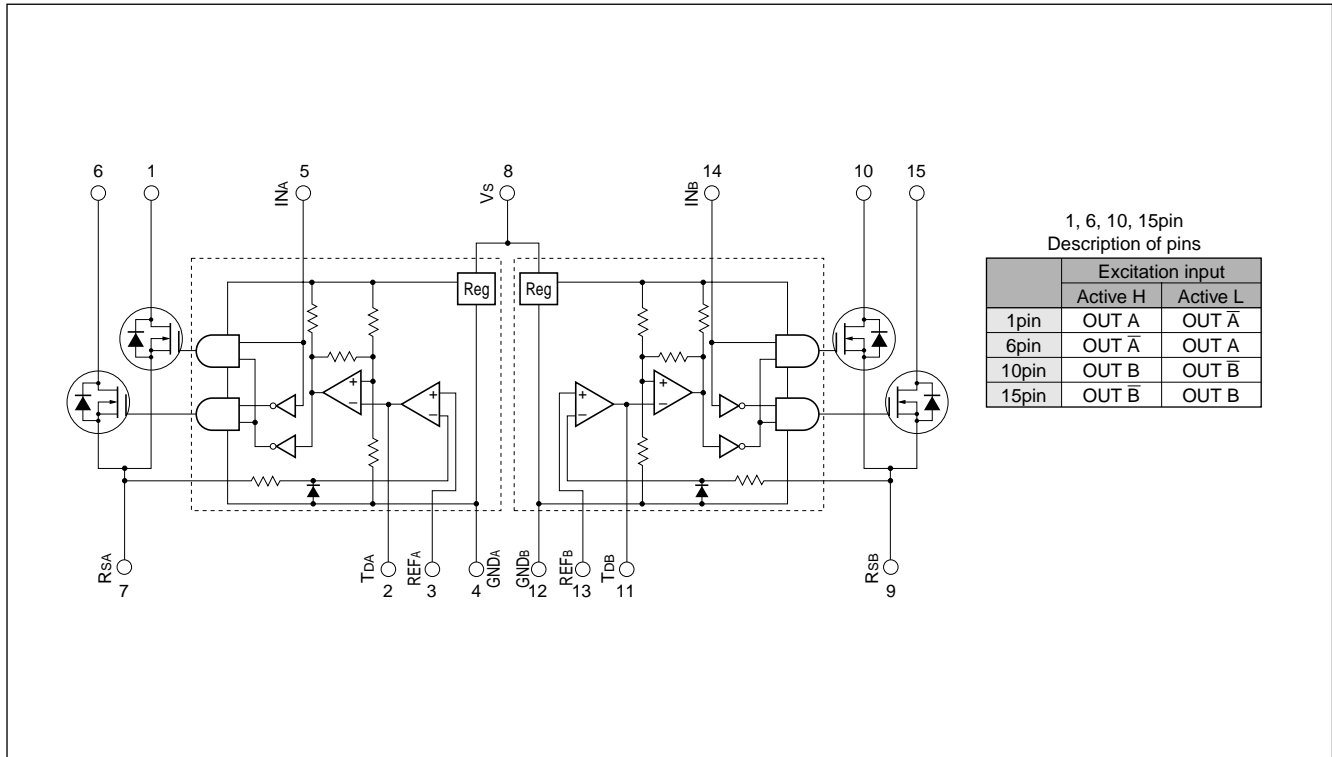 6 1 5 8 14 10 15
INA VS INB
1, 6, 10, 15pin
Description of pins
Excitation input
Active H Active L
1pin OUT A OUT A̅
6pin OUT A̅ OUT A
10pin OUT B OUT B̅
15pin OUT B̅ OUT B
Reg Reg
+ + + +
− − − −
RSA TDA REFA GNDA GNDB REFB TDB RSB
7 2 3 4 12 13 11 9